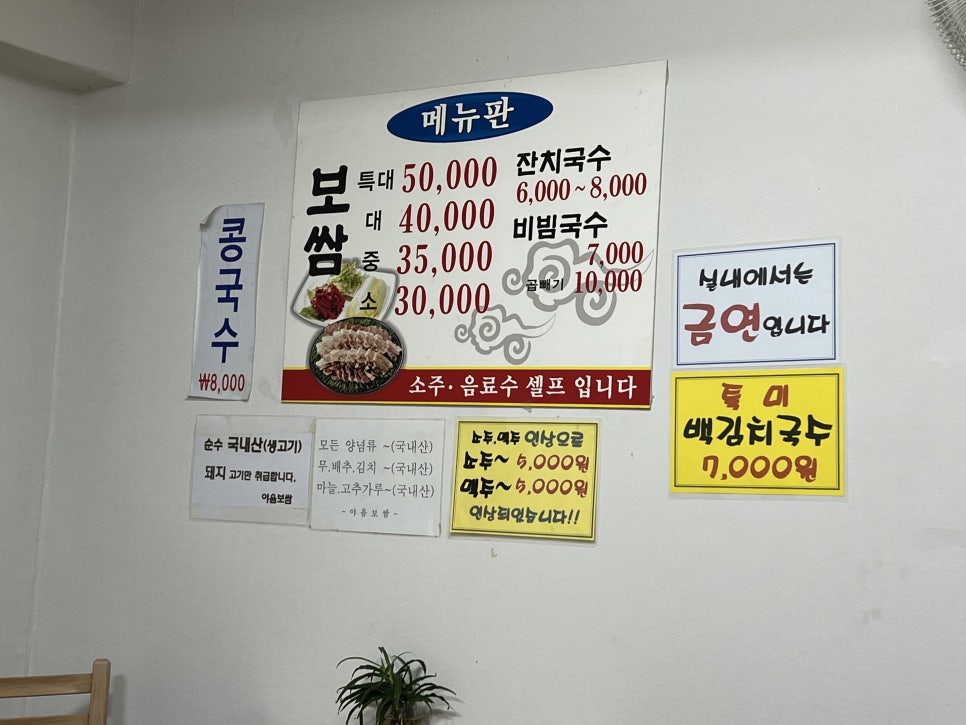 메뉴판
보쌈
특대 50,000
대 40,000
중 35,000
소 30,000
잔치국수
6,000~8,000
비빔국수
7,000
곱빼기 10,000
소주·음료수 셀프 입니다
콩국수
₩8,000
실내에서는
금연입니다
특미
백김치국수
7,000원
순수 국내산(생고기)
돼지 고기만 취급합니다.
야음보쌈
모든 양념류 ~(국내산)
무.배추.김치 ~(국내산)
마늘.고추가루~(국내산)
- 야음보쌈 -
소주.맥주 인상으로
소주~ 5,000원
맥주~ 5,000원
인상되었습니다!!